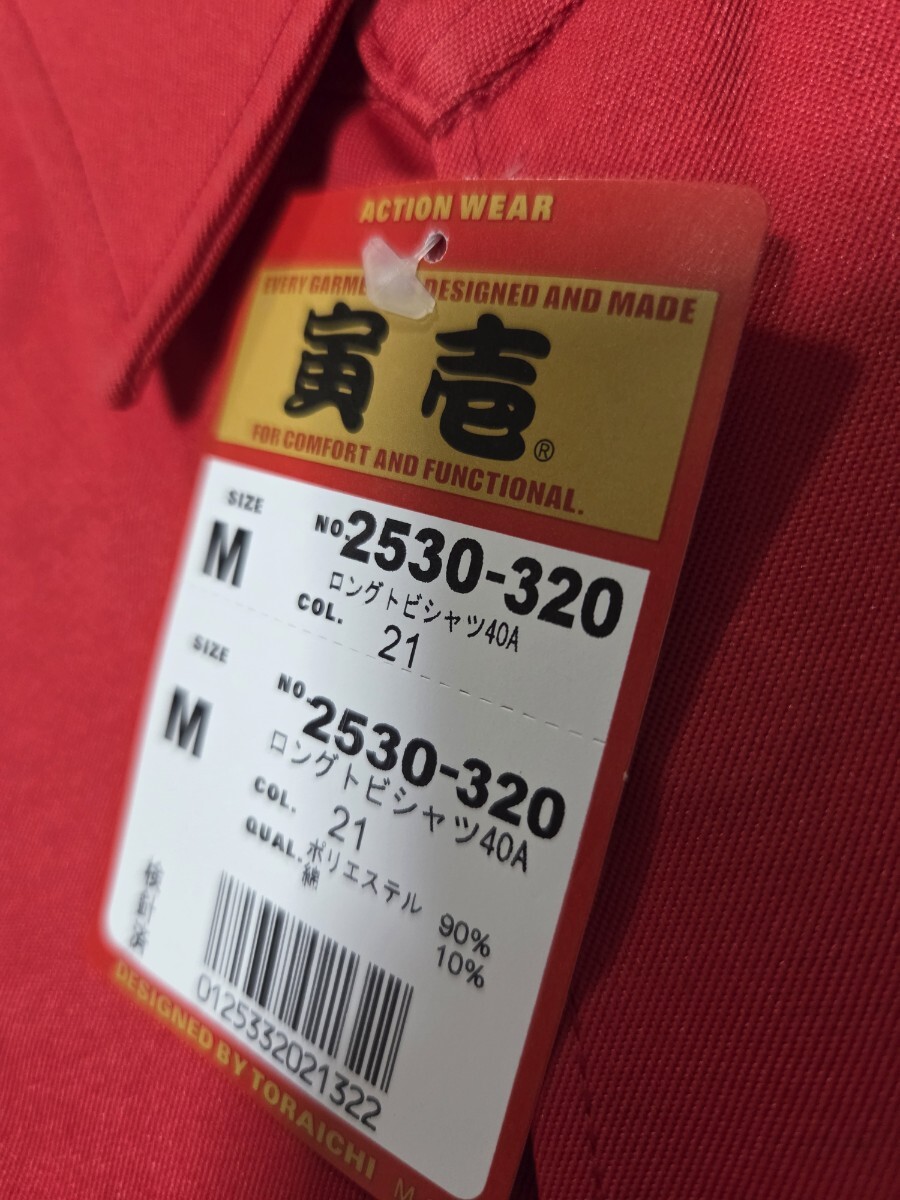 ACTION WEAR
EVERY GARMENT DESIGNED AND MADE
寅壱®
FOR COMFORT AND FUNCTIONAL.
SIZE
M
NO.2530-320
ロングトビシャツ40A
COL. 21
SIZE
M
NO.2530-320
ロングトビシャツ40A
COL. 21
QUAL. ポリエステル 90%
綿 10%
検針済
0125332021322
DESIGNED BY TORAICHI